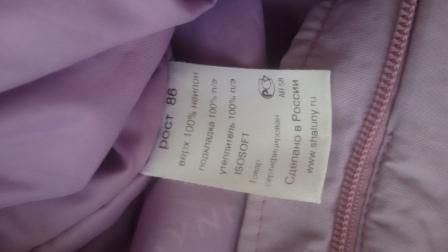 рост 86
верх 100% нейлон
подкладка 100% п/э
утеплитель 100% п/э
ISOSOFT
Товар
сертифицирован
Сделано в России
www.shaluny.ru